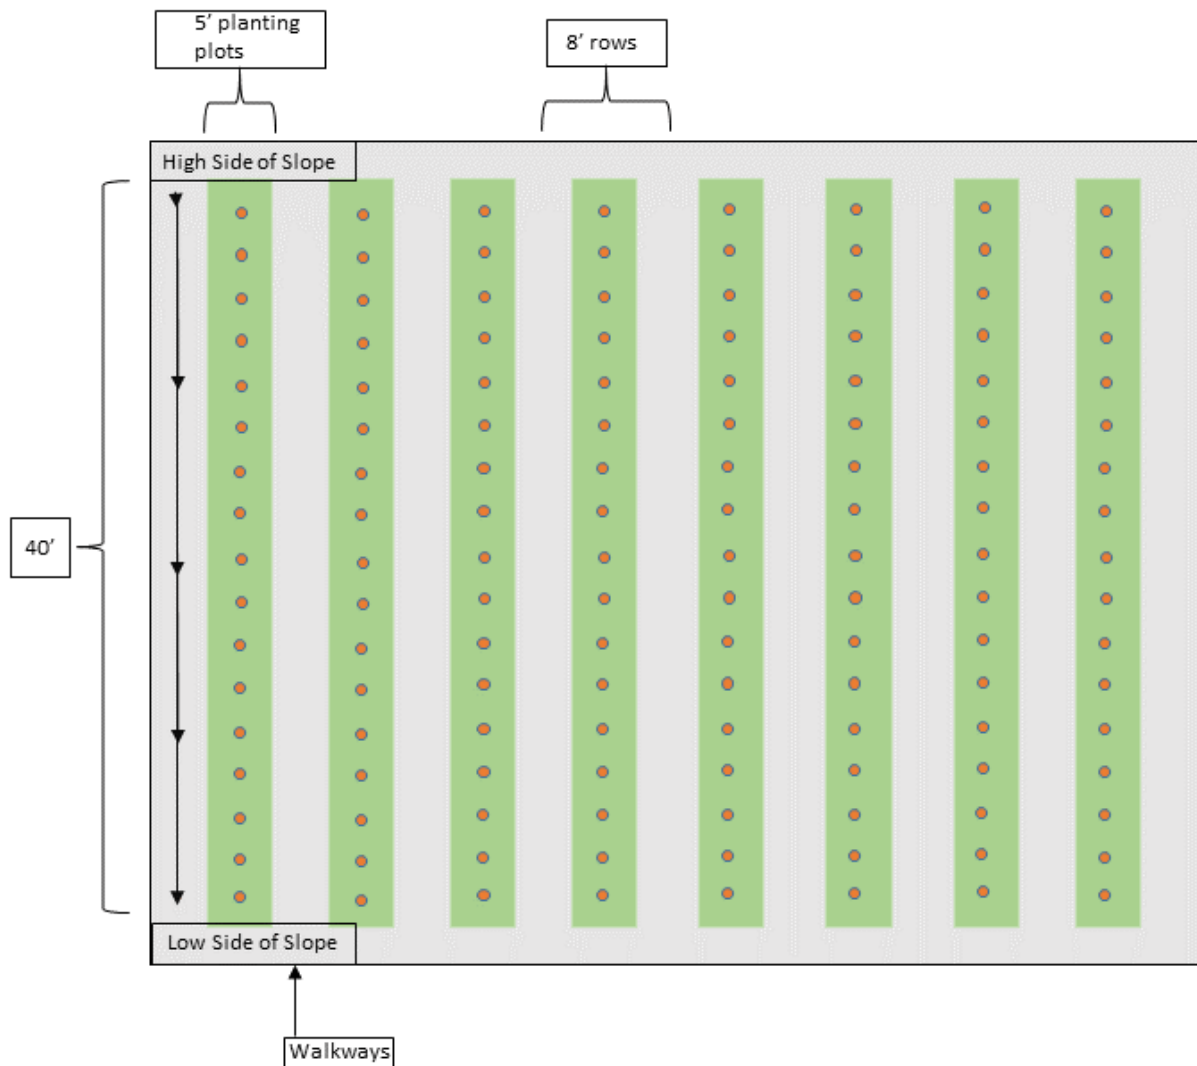 5’ planting
plots
8’ rows
High Side of Slope
40’
Low Side of Slope
Walkways